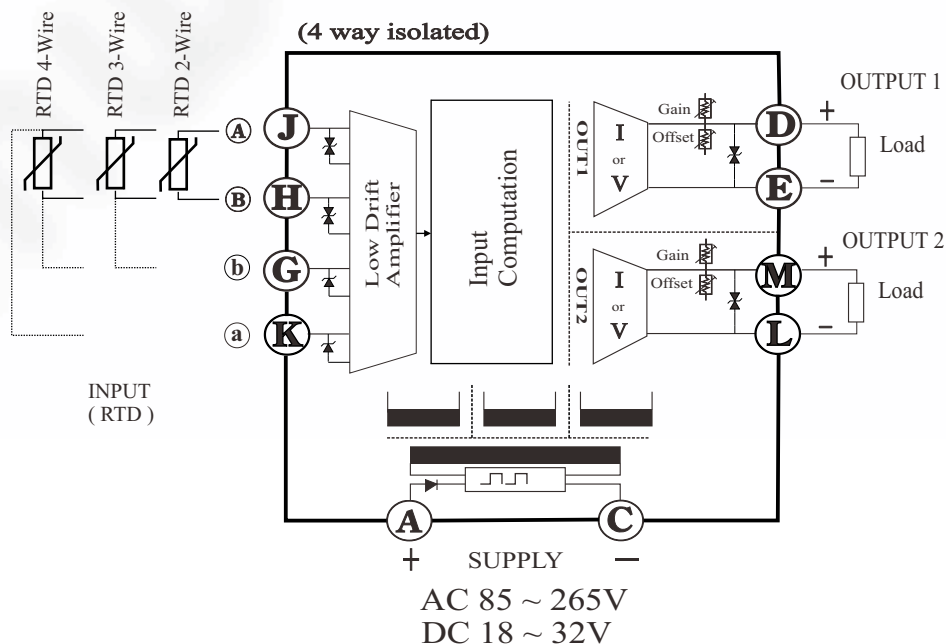 (4 way isolated)
RTD 4-Wire
RTD 3-Wire
RTD 2-Wire
A
B
b
a
J
H
G
K
INPUT
( RTD )
Low Drift
Amplifier
Input
Computation
OUT1
I
or
V
Gain
Offset
D
E
OUTPUT 1
+
Load
−
OUT2
I
or
V
Gain
Offset
M
L
OUTPUT 2
+
Load
−
A
C
+ SUPPLY −
AC 85 ~ 265V
DC 18 ~ 32V